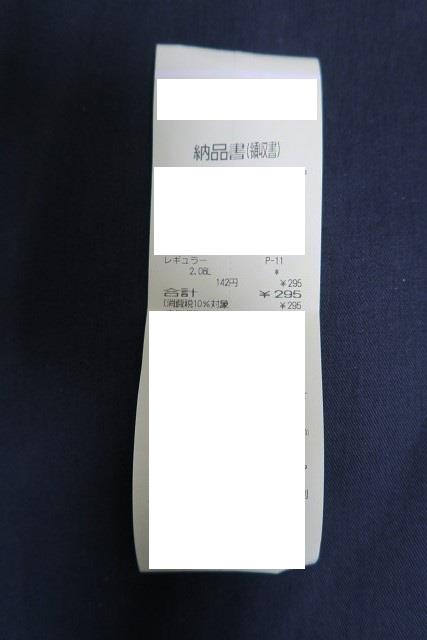 納品書(領収書)
レギュラー P-11
2.08L *
142円 ¥295
合計 ¥295
(消費税10%対象 ¥295